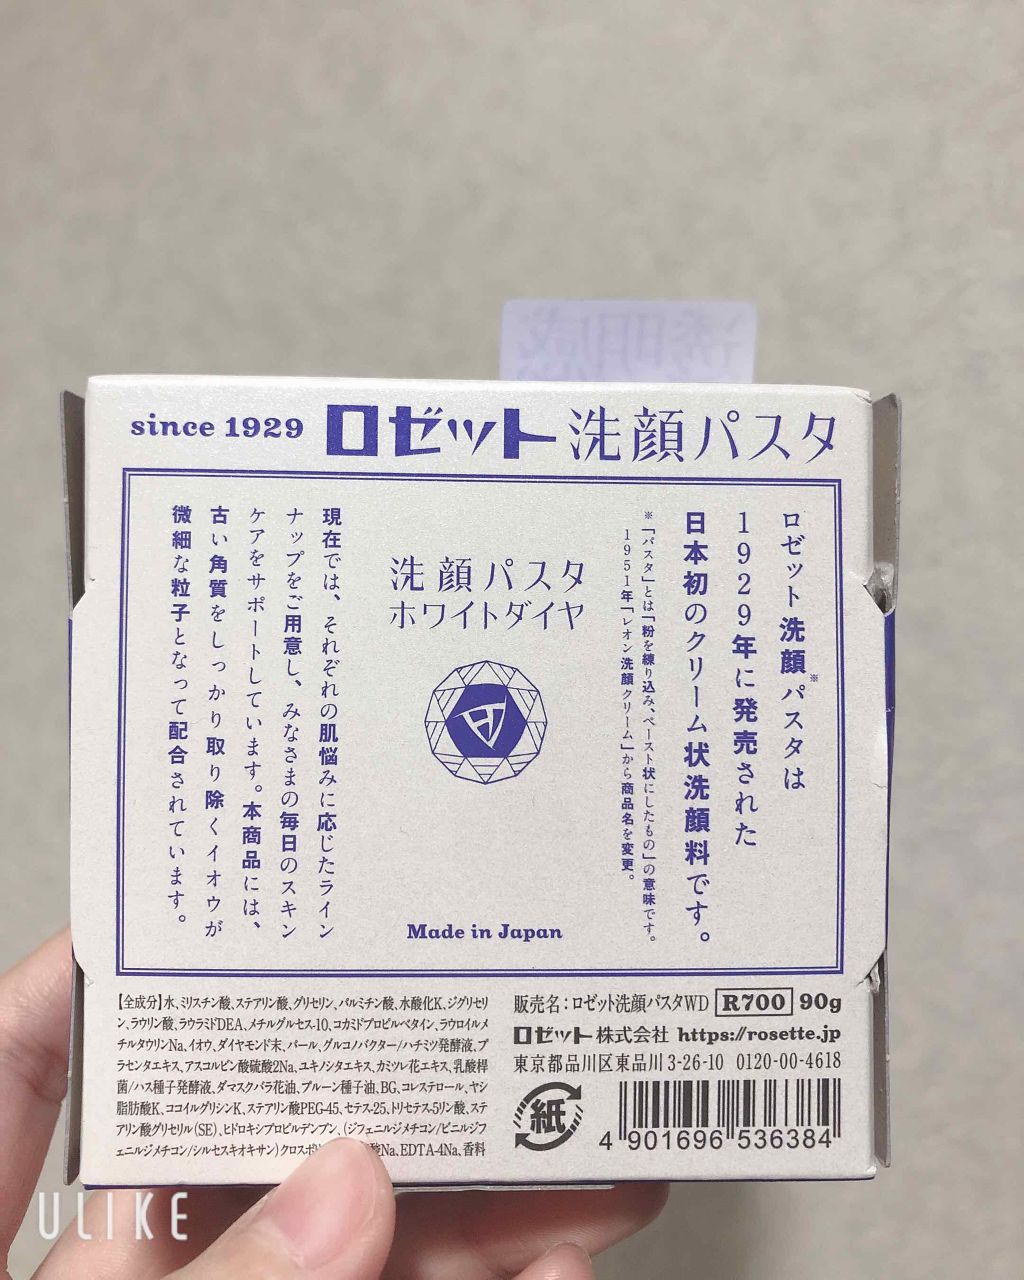 透明感
since 1929 ロゼット 洗顔パスタ
ロゼット洗顔パスタは
※
1929年に発売された
日本初のクリーム状洗顔料です。
※「パスタ」とは「粉を練り込み、ペースト状にしたもの」の意味です。
1951年「レオン洗顔クリーム」から商品名を変更。
洗顔パスタ
ホワイトダイヤ
Made in Japan
現在では、それぞれの肌悩みに応じたライン
ナップをご用意し、みなさまの毎日のスキン
ケアをサポートしています。本商品には、
古い角質をしっかり取り除くイオウが
微細な粒子となって配合されています。
【全成分】水、ミリスチン酸、ステアリン酸、グリセリン、パルミチン酸、水酸化K、ジグリセリ
ン、ラウリン酸、ラウラミドDEA、メチルグルセス-10、コカミドプロピルベタイン、ラウロイルメ
チルタウリンNa、イオウ、ダイヤモンド末、パール、グルコノバクター/ハチミツ発酵液、プ
ラセンタエキス、アスコルビン酸硫酸2Na、ユキノシタエキス、カミツレ花エキス、乳酸桿
菌/ハス種子発酵液、ダマスクバラ花油、プルーン種子油、BG、コレステロール、ヤシ
脂肪酸K、ココイルグリシンK、ステアリン酸PEG-45、セテス-25、トリセテス-5リン酸、ステ
アリン酸グリセリル(SE)、ヒドロキシプロピルデンプン、(ジフェニルジメチコン/ビニルジフ
ェニルジメチコン/シルセスキオキサン)クロスポリ 酸Na、EDTA-4Na、香料
販売名：ロゼット洗顔パスタWD R700 90g
ロゼット株式会社 https://rosette.jp
東京都品川区東品川3-26-10 0120-00-4618
紙
4 901696 536384
ULIKE